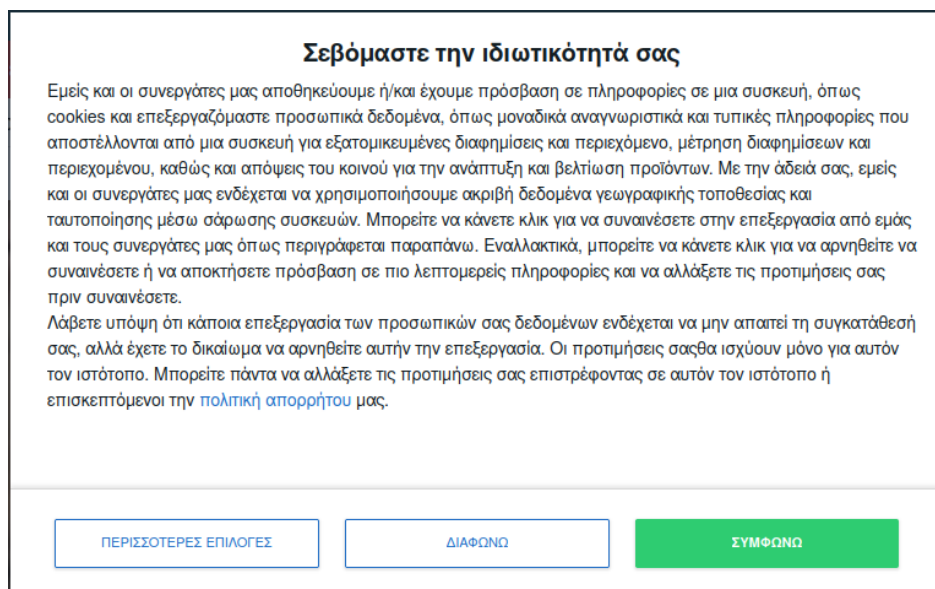 Σεβόμαστε την ιδιωτικότητά σας
Εμείς και οι συνεργάτες μας αποθηκεύουμε ή/και έχουμε πρόσβαση σε πληροφορίες σε μια συσκευή, όπως
cookies και επεξεργαζόμαστε προσωπικά δεδομένα, όπως μοναδικά αναγνωριστικά και τυπικές πληροφορίες που
αποστέλλονται από μια συσκευή για εξατομικευμένες διαφημίσεις και περιεχόμενο, μέτρηση διαφημίσεων και
περιεχομένου, καθώς και απόψεις του κοινού για την ανάπτυξη και βελτίωση προϊόντων. Με την άδειά σας, εμείς
και οι συνεργάτες μας ενδέχεται να χρησιμοποιήσουμε ακριβή δεδομένα γεωγραφικής τοποθεσίας και
ταυτοποίησης μέσω σάρωσης συσκευών. Μπορείτε να κάνετε κλικ για να συναινέσετε στην επεξεργασία από εμάς
και τους συνεργάτες μας όπως περιγράφεται παραπάνω. Εναλλακτικά, μπορείτε να κάνετε κλικ για να αρνηθείτε να
συναινέσετε ή να αποκτήσετε πρόσβαση σε πιο λεπτομερείς πληροφορίες και να αλλάξετε τις προτιμήσεις σας
πριν συναινέσετε.
Λάβετε υπόψη ότι κάποια επεξεργασία των προσωπικών σας δεδομένων ενδέχεται να μην απαιτεί τη συγκατάθεσή
σας, αλλά έχετε το δικαίωμα να αρνηθείτε αυτήν την επεξεργασία. Οι προτιμήσεις σαςθα ισχύουν μόνο για αυτόν
τον ιστότοπο. Μπορείτε πάντα να αλλάξετε τις προτιμήσεις σας επιστρέφοντας σε αυτόν τον ιστότοπο ή
επισκεπτόμενοι την πολιτική απορρήτου μας.
ΠΕΡΙΣΣΟΤΕΡΕΣ ΕΠΙΛΟΓΕΣ
ΔΙΑΦΩΝΩ
ΣΥΜΦΩΝΩ